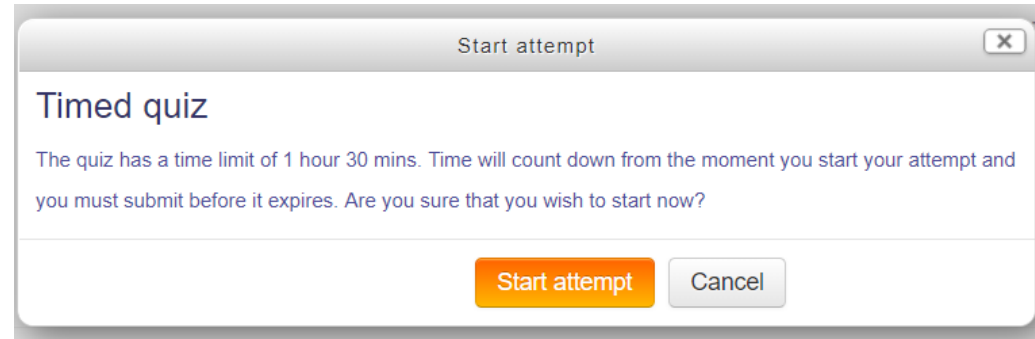 Start attempt
Timed quiz
The quiz has a time limit of 1 hour 30 mins. Time will count down from the moment you start your attempt and
you must submit before it expires. Are you sure that you wish to start now?
Start attempt
Cancel